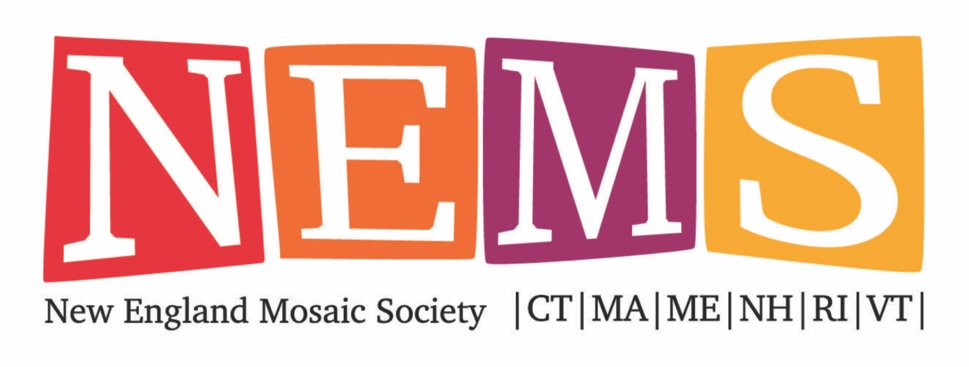 NEMS
New England Mosaic Society |CT|MA|ME|NH|RI|VT|